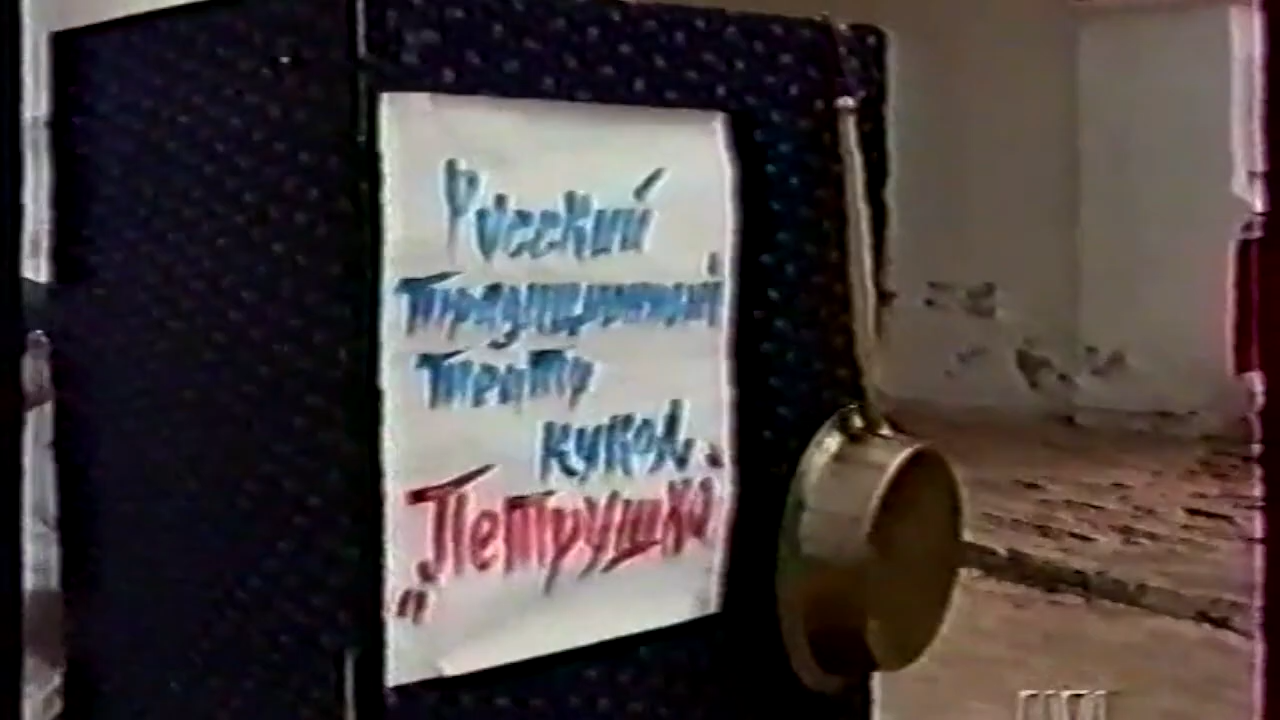 Русский
традиционный
театр
кукол
„Петрушка"